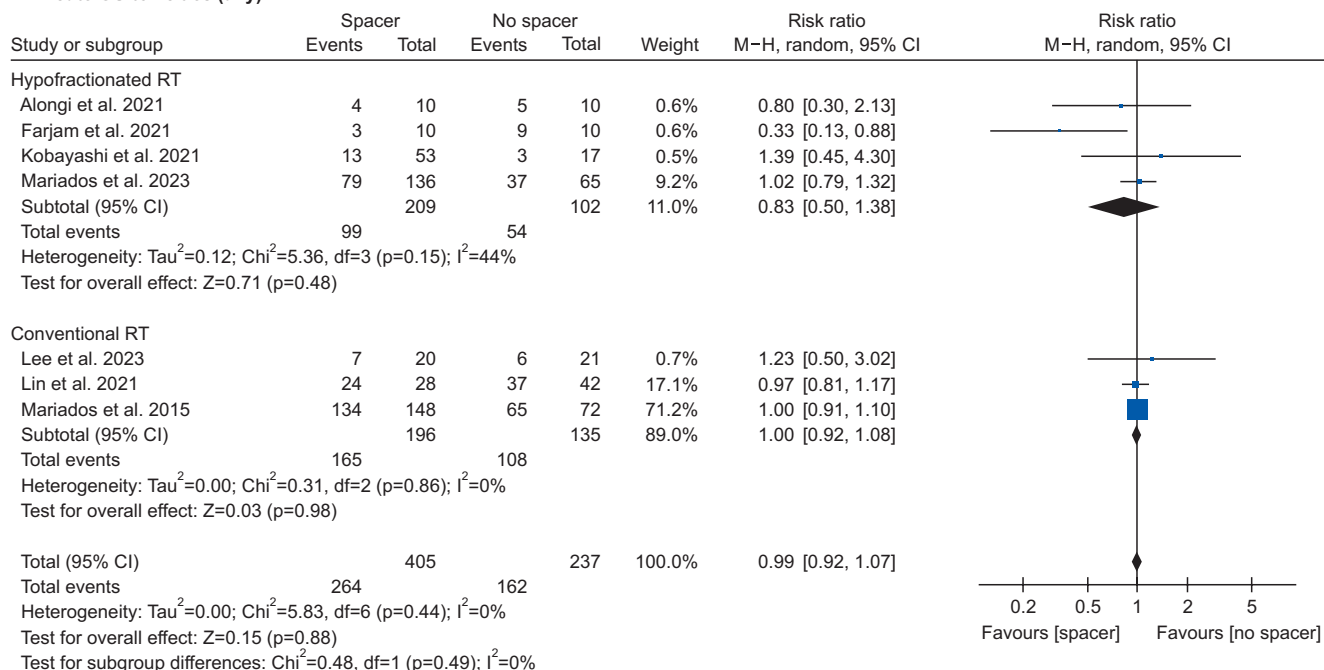 Spacer No spacer Risk ratio Risk ratio
Study or subgroup Events Total Events Total Weight M−H, random, 95% CI M−H, random, 95% CI
Hypofractionated RT
Alongi et al. 2021 4 10 5 10 0.6% 0.80 [0.30, 2.13]
Farjam et al. 2021 3 10 9 10 0.6% 0.33 [0.13, 0.88]
Kobayashi et al. 2021 13 53 3 17 0.5% 1.39 [0.45, 4.30]
Mariados et al. 2023 79 136 37 65 9.2% 1.02 [0.79, 1.32]
Subtotal (95% CI) 209 102 11.0% 0.83 [0.50, 1.38]
Total events 99 54
Heterogeneity: Tau²=0.12; Chi²=5.36, df=3 (p=0.15); I²=44%
Test for overall effect: Z=0.71 (p=0.48)
Conventional RT
Lee et al. 2023 7 20 6 21 0.7% 1.23 [0.50, 3.02]
Lin et al. 2021 24 28 37 42 17.1% 0.97 [0.81, 1.17]
Mariados et al. 2015 134 148 65 72 71.2% 1.00 [0.91, 1.10]
Subtotal (95% CI) 196 135 89.0% 1.00 [0.92, 1.08]
Total events 165 108
Heterogeneity: Tau²=0.00; Chi²=0.31, df=2 (p=0.86); I²=0%
Test for overall effect: Z=0.03 (p=0.98)
Total (95% CI) 405 237 100.0% 0.99 [0.92, 1.07]
Total events 264 162
Heterogeneity: Tau²=0.00; Chi²=5.83, df=6 (p=0.44); I²=0%
Test for overall effect: Z=0.15 (p=0.88)
Test for subgroup differences: Chi²=0.48, df=1 (p=0.49); I²=0%
0.2 0.5 1 2 5
Favours [spacer] Favours [no spacer]